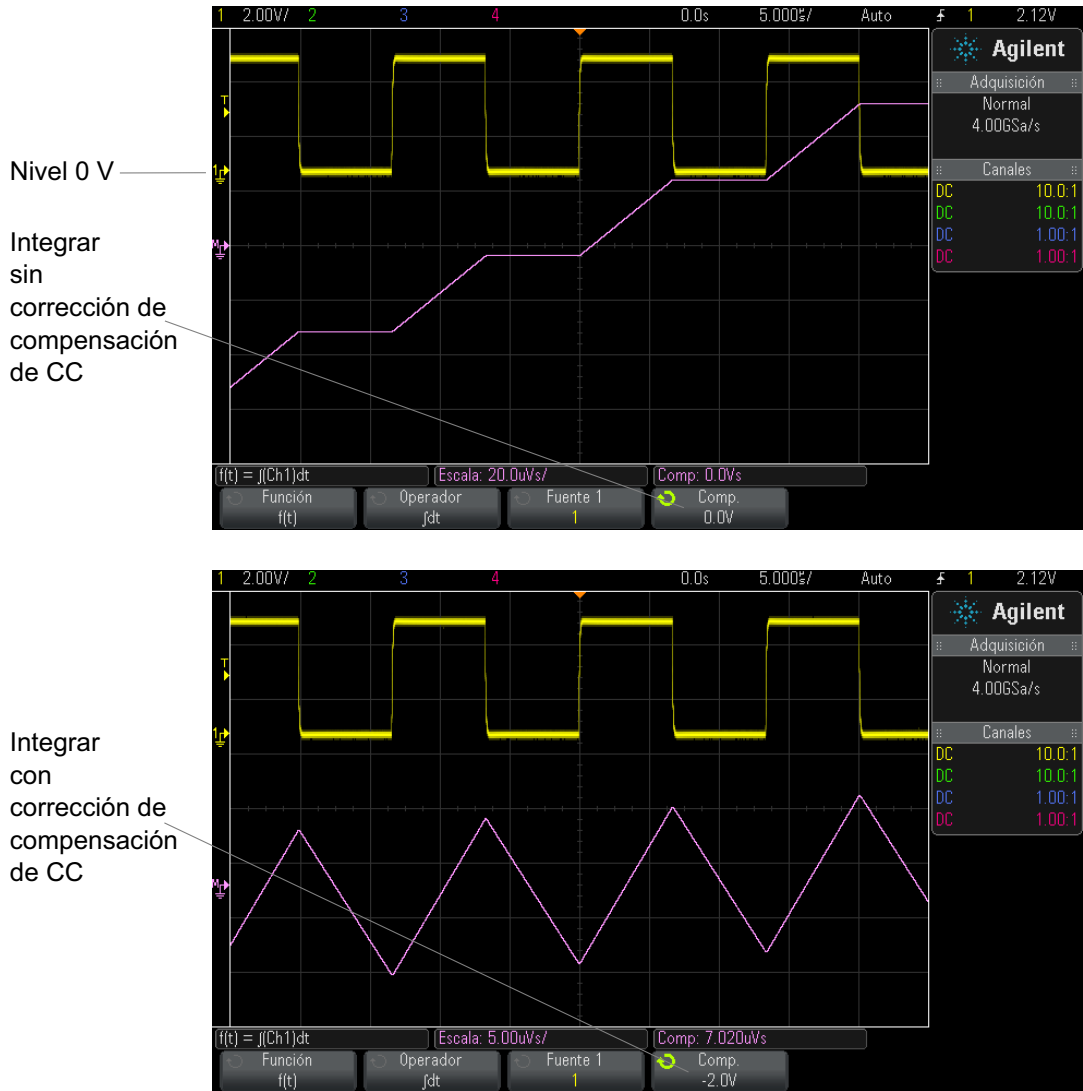 1 2.00V/ 2 3 4 0.0s 5.000㎲/ Auto 1 2.12V
Agilent
Adquisición
Normal
4.00GSa/s
T
Nivel 0 V
1
Canales
DC 10.0:1
DC 10.0:1
DC 1.00:1
DC 1.00:1
M
Integrar
sin
corrección de
compensación
de CC
f(t) = ∫(Ch1)dt Escala: 20.0uVs/ Comp: 0.0Vs
Función Operador Fuente 1 Comp.
f(t) ∫dt 1 0.0V
1 2.00V/ 2 3 4 0.0s 5.000㎲/ Auto 1 2.12V
Agilent
Adquisición
Normal
4.00GSa/s
T
1
Canales
DC 10.0:1
DC 10.0:1
DC 1.00:1
DC 1.00:1
Integrar
con
corrección de
compensación
de CC
M
f(t) = ∫(Ch1)dt Escala: 5.00uVs/ Comp: 7.020uVs
Función Operador Fuente 1 Comp.
f(t) ∫dt 1 -2.0V